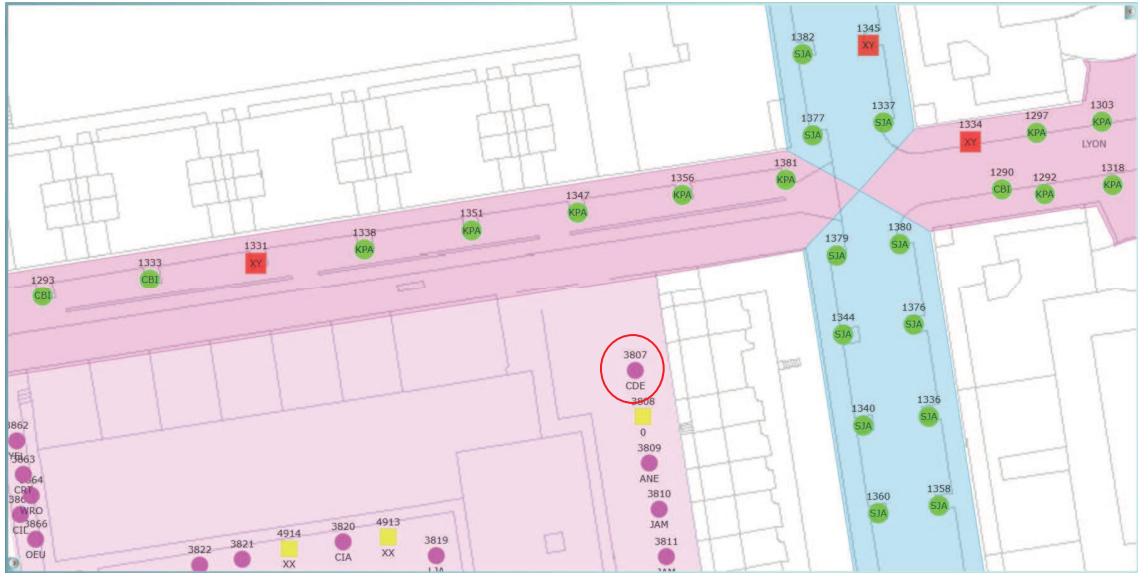 1382
SJA
1345
XY
1377
SJA
1337
SJA
1334
XY
1297
KPA
1303
KPA
LYON
1381
KPA
1356
KPA
1347
KPA
1351
KPA
1338
KPA
1331
XY
1333
CBI
1293
CBI
1290
CBI
1292
KPA
1318
KPA
1379
SJA
1380
SJA
1344
SJA
1376
SJA
1340
SJA
1336
SJA
1360
SJA
1358
SJA
3807
CDE
3808
0
3809
ANE
3810
JAM
3811
JAM
3862
3863
CRT
WRO
3866
OEU
4914
XX
3820
CIA
4913
XX
3819
3821
3822